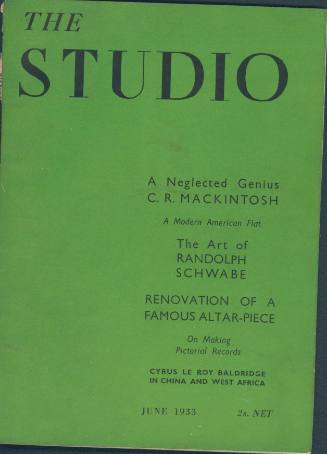 THE
STUDIO
A Neglected Genius
C. R. MACKINTOSH
A Modern American Flat
The Art of
RANDOLPH
SCHWABE
RENOVATION OF A
FAMOUS ALTAR-PIECE
On Making
Pictorial Records
CYRUS LE ROY BALDRIDGE
IN CHINA AND WEST AFRICA
JUNE 1933 2s. NET